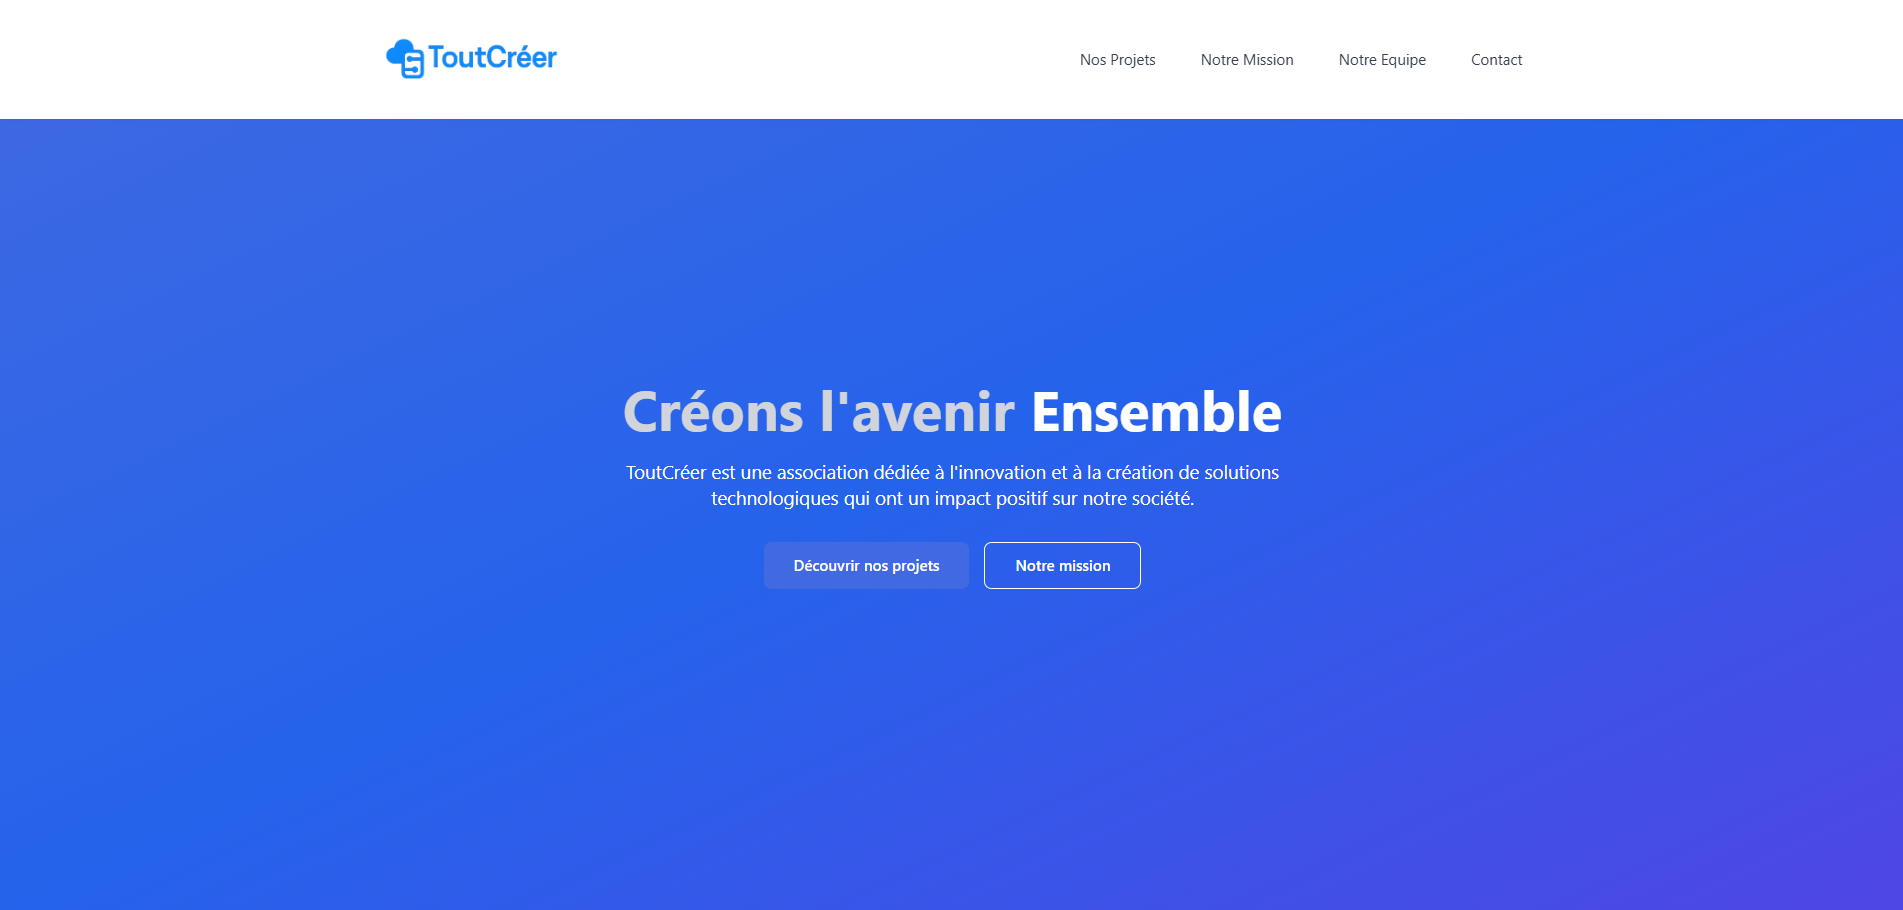 ToutCréer
Nos Projets
Notre Mission
Notre Equipe
Contact
Créons l'avenir Ensemble
ToutCréer est une association dédiée à l'innovation et à la création de solutions
technologiques qui ont un impact positif sur notre société.
Découvrir nos projets
Notre mission